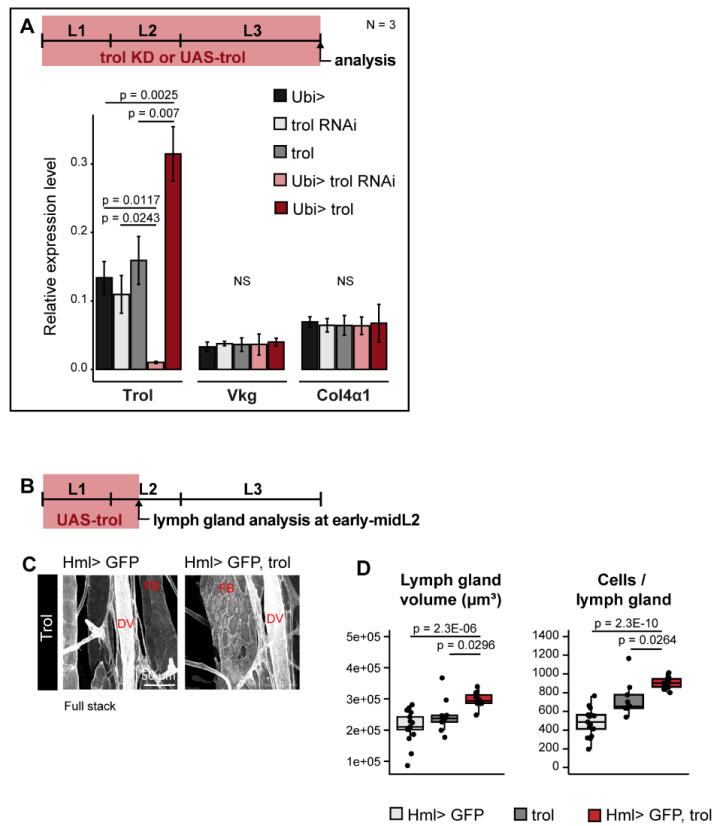 A
N = 3
L1 L2 L3
trol KD or UAS-trol
analysis
p = 0.0025
p = 0.007
p = 0.0117
p = 0.0243
Ubi>
trol RNAi
trol
Ubi> trol RNAi
Ubi> trol
Relative expression level
0.3
0.2
0.1
0.0
NS
NS
Trol Vkg Col4α1
B
L1 L2 L3
UAS-trol
lymph gland analysis at early-midL2
C
Hml> GFP Hml> GFP, trol
Trol
FB
DV
50 µm
FB
DV
Full stack
D
Lymph gland
volume (µm³)
p = 2.3E-06
p = 0.0296
5e+05
4e+05
3e+05
2e+05
1e+05
Cells /
lymph gland
p = 2.3E-10
p = 0.0264
1400
1200
1000
800
600
400
200
0
Hml> GFP trol Hml> GFP, trol